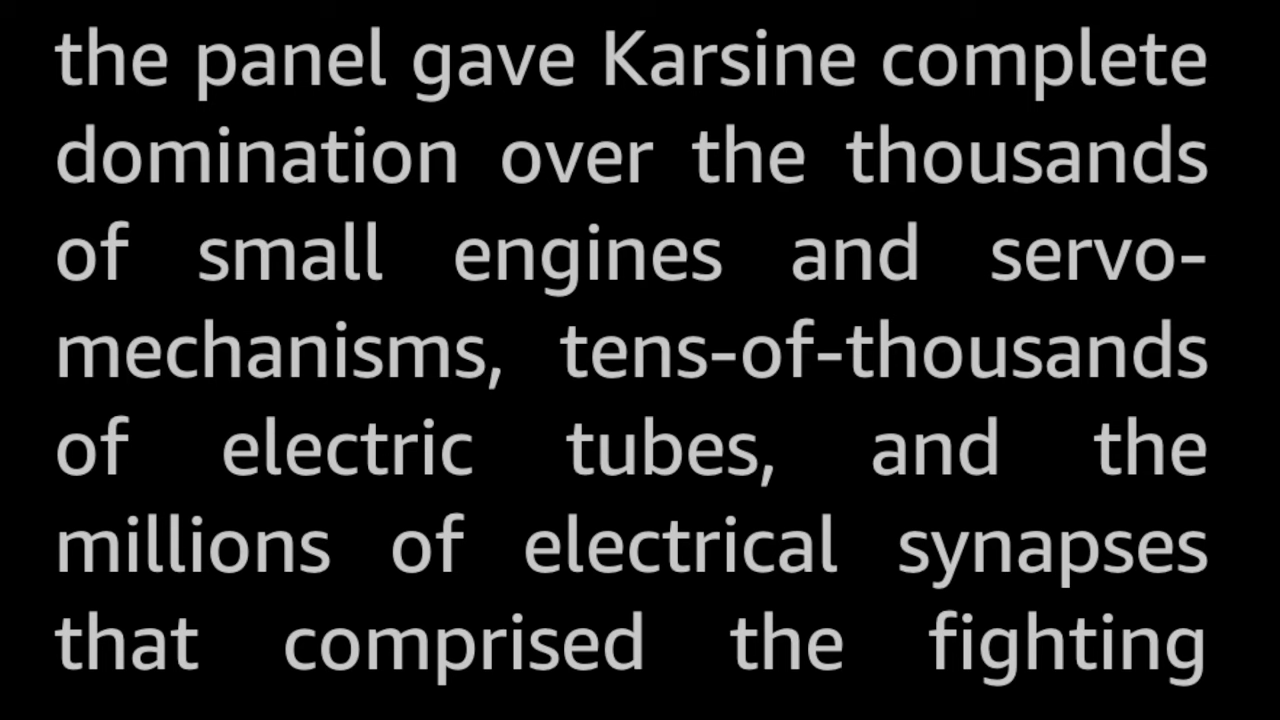 the panel gave Karsine complete
domination over the thousands
of small engines and servo-
mechanisms, tens-of-thousands
of electric tubes, and the
millions of electrical synapses
that comprised the fighting